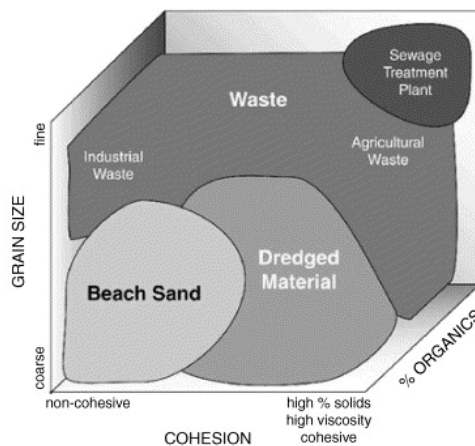 Sewage
Treatment
Plant
Waste
fine
Industrial
Waste
Agricultural
Waste
GRAIN SIZE
Dredged
Material
Beach Sand
coarse
% ORGANICS
non-cohesive
high % solids
high viscosity
cohesive
COHESION